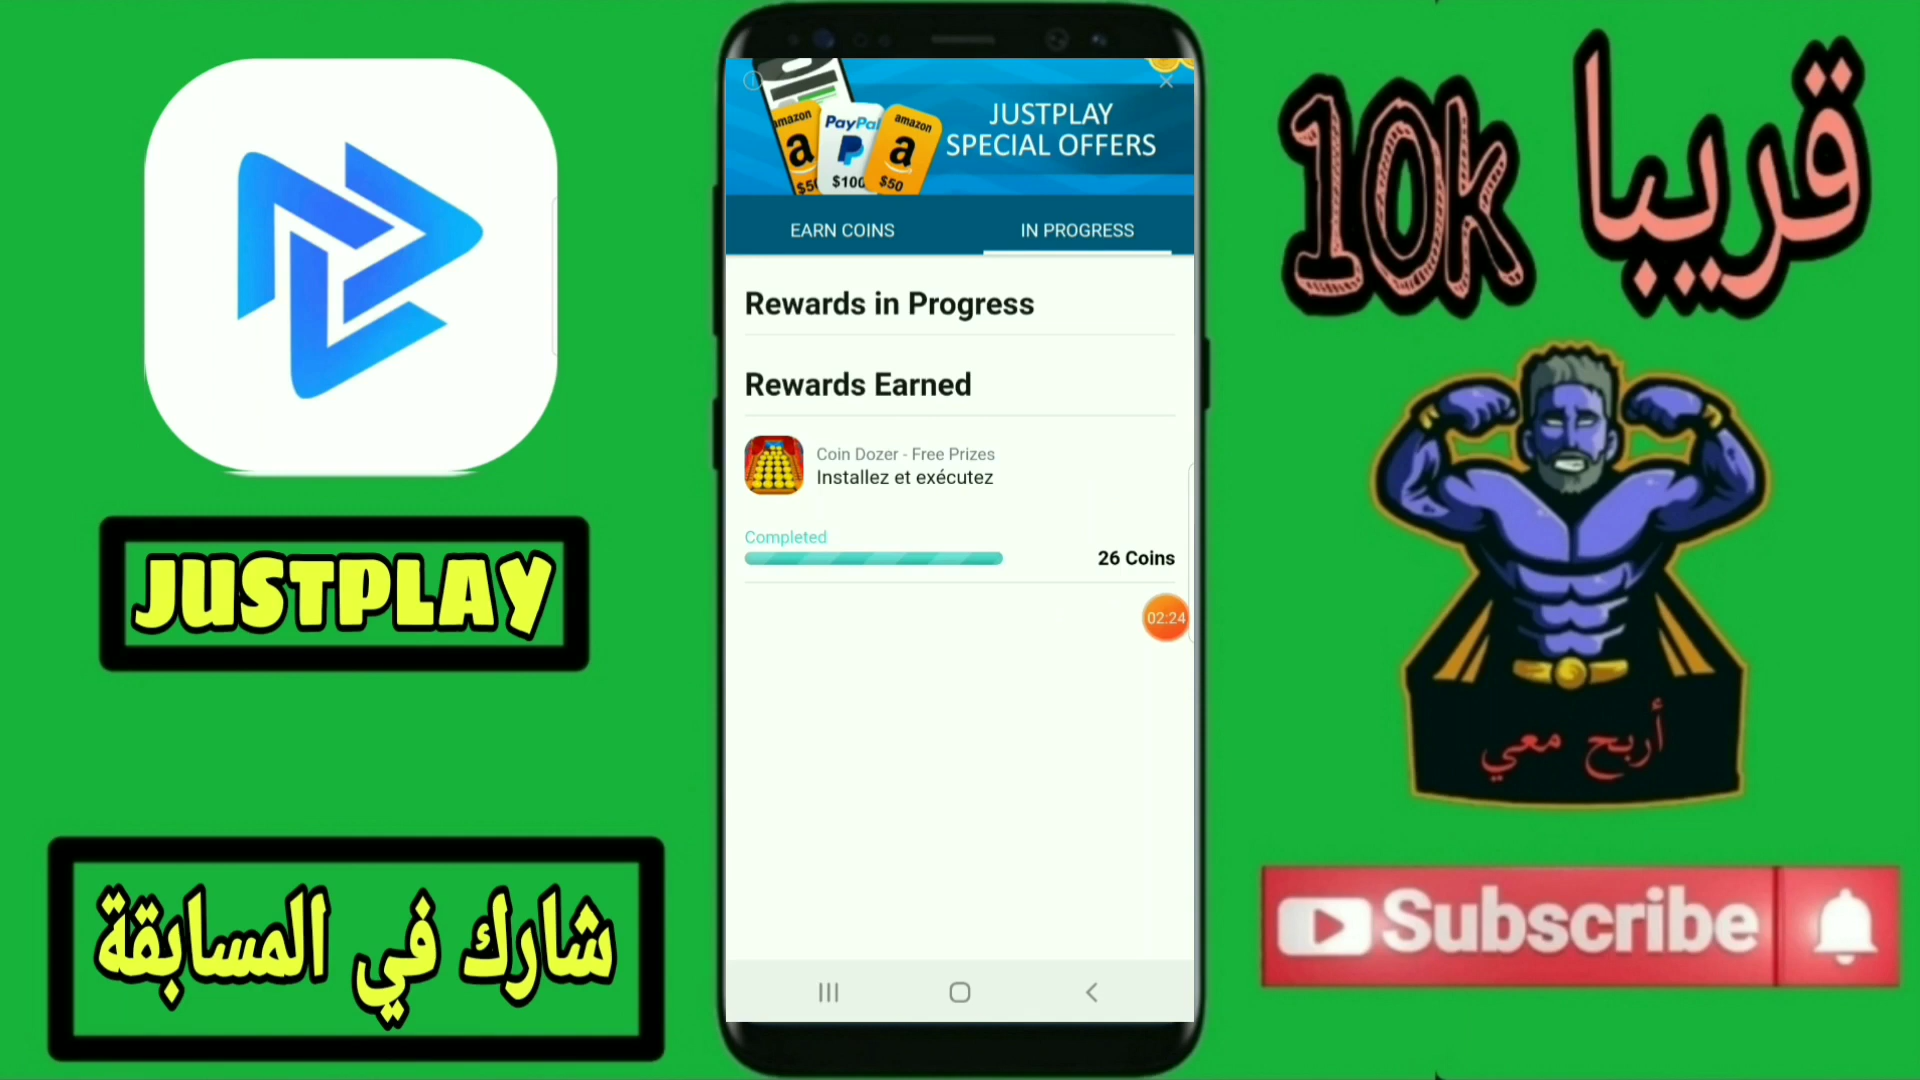 JUSTPLAY
شارك في المسابقة
amazon
a
$50
PayPal
P
$100
amazon
a
$50
JUSTPLAY
SPECIAL OFFERS
EARN COINS
IN PROGRESS
Rewards in Progress
Rewards Earned
Coin Dozer - Free Prizes
Installez et exécutez
Completed
26 Coins
02:24
قريبا 10k
أربح معي
Subscribe